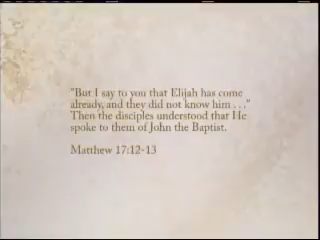 "But I say to you that Elijah has come
already, and they did not know him . . ."
Then the disciples understood that He
spoke to them of John the Baptist.
Matthew 17:12-13